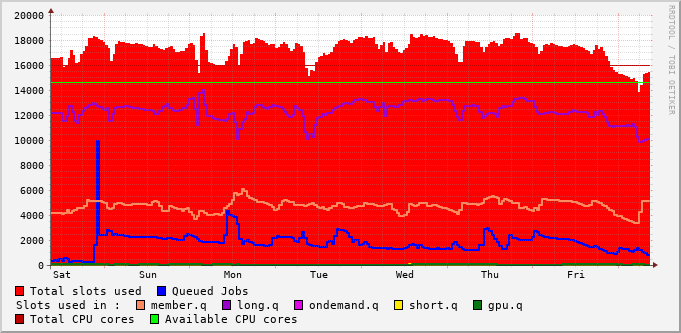 RRDTOOL / TOBI OETIKER
20000
18000
16000
14000
12000
10000
8000
6000
4000
2000
0
Sat Sun Mon Tue Wed Thu Fri
Total slots used Queued Jobs
Slots used in : member.q long.q ondemand.q short.q gpu.q
Total CPU cores Available CPU cores